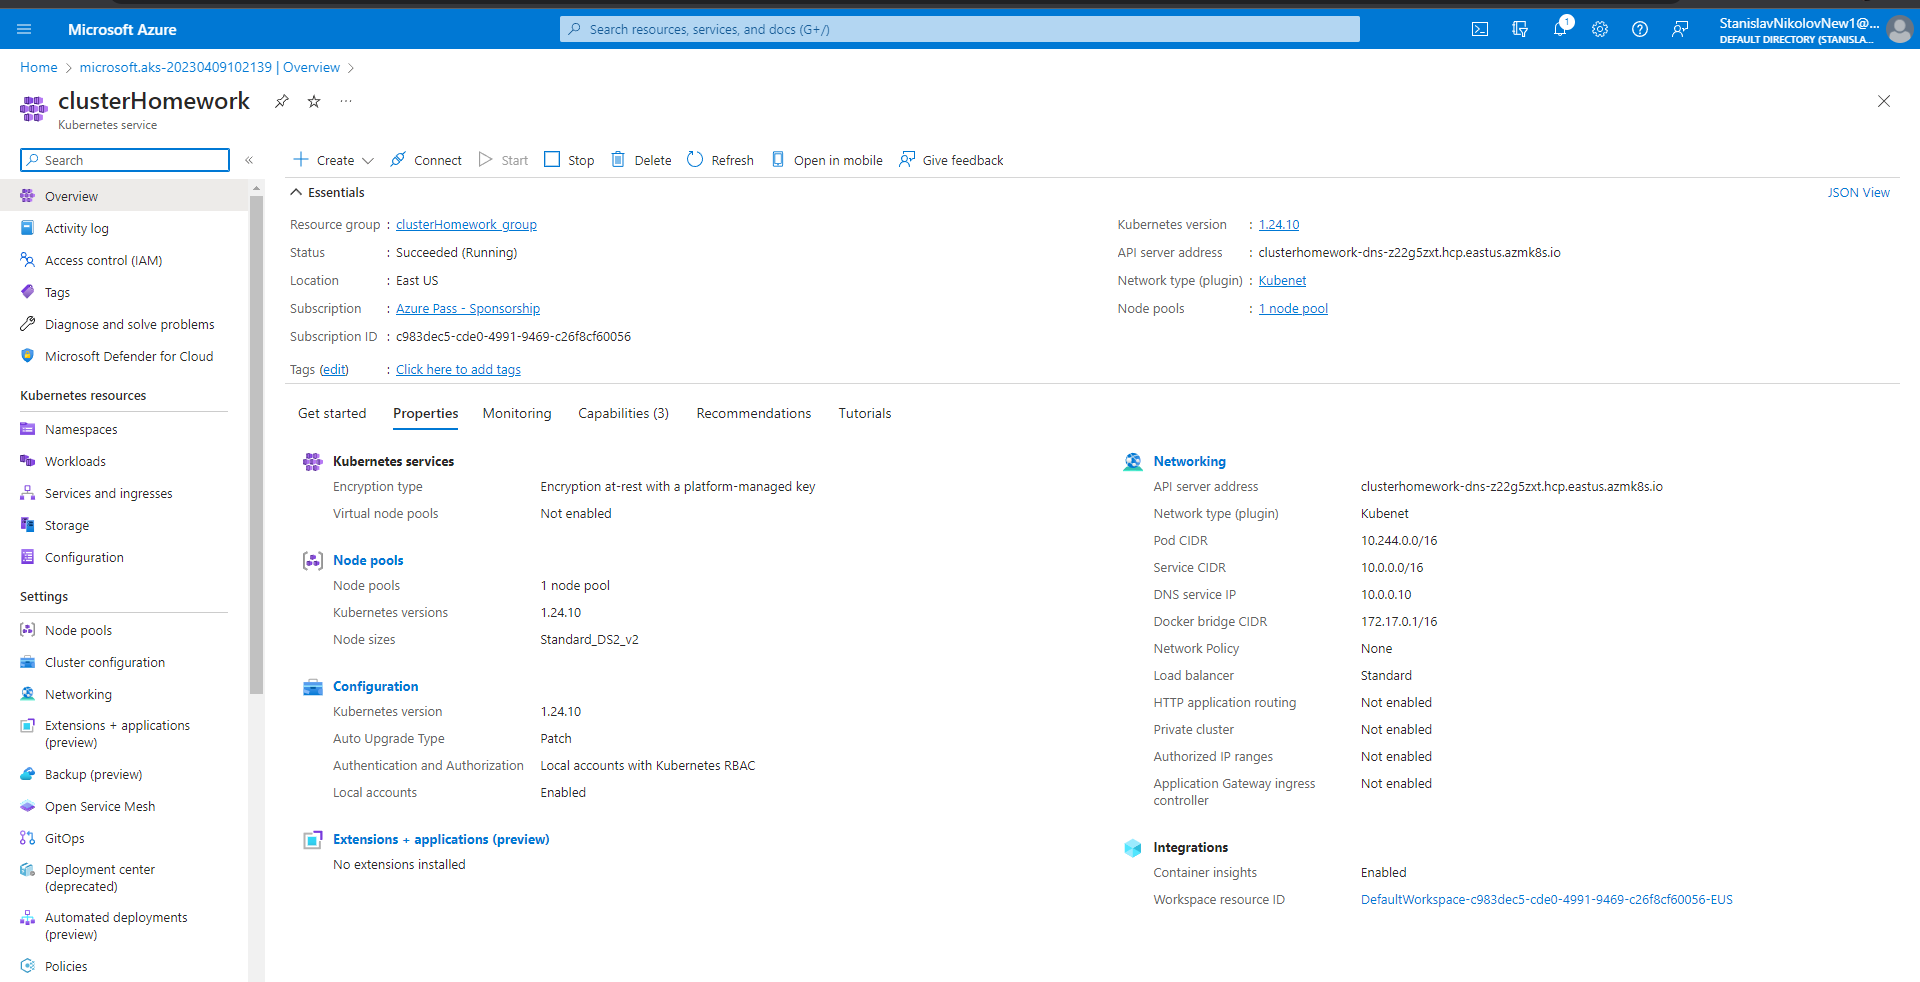 Microsoft Azure
Search resources, services, and docs (G+/)
1
StanislavNikolovNew1@...
DEFAULT DIRECTORY (STANISLA...
Home > microsoft.aks-20230409102139 | Overview >
clusterHomework
Kubernetes service
Search
Create
Connect
Start
Stop
Delete
Refresh
Open in mobile
Give feedback
Overview
Activity log
Access control (IAM)
Tags
Diagnose and solve problems
Microsoft Defender for Cloud
Kubernetes resources
Namespaces
Workloads
Services and ingresses
Storage
Configuration
Settings
Node pools
Cluster configuration
Networking
Extensions + applications
(preview)
Backup (preview)
Open Service Mesh
GitOps
Deployment center
(deprecated)
Automated deployments
(preview)
Policies
Essentials
JSON View
Resource group : clusterHomework_group
Status : Succeeded (Running)
Location : East US
Subscription : Azure Pass - Sponsorship
Subscription ID : c983dec5-cde0-4991-9469-c26f8cf60056
Tags (edit) : Click here to add tags
Kubernetes version : 1.24.10
API server address : clusterhomework-dns-z22g5zxt.hcp.eastus.azmk8s.io
Network type (plugin) : Kubenet
Node pools : 1 node pool
Get started
Properties
Monitoring
Capabilities (3)
Recommendations
Tutorials
Kubernetes services
Encryption type Encryption at-rest with a platform-managed key
Virtual node pools Not enabled
Node pools
Node pools 1 node pool
Kubernetes versions 1.24.10
Node sizes Standard_DS2_v2
Configuration
Kubernetes version 1.24.10
Auto Upgrade Type Patch
Authentication and Authorization Local accounts with Kubernetes RBAC
Local accounts Enabled
Extensions + applications (preview)
No extensions installed
Networking
API server address clusterhomework-dns-z22g5zxt.hcp.eastus.azmk8s.io
Network type (plugin) Kubenet
Pod CIDR 10.244.0.0/16
Service CIDR 10.0.0.0/16
DNS service IP 10.0.0.10
Docker bridge CIDR 172.17.0.1/16
Network Policy None
Load balancer Standard
HTTP application routing Not enabled
Private cluster Not enabled
Authorized IP ranges Not enabled
Application Gateway ingress Not enabled
controller
Integrations
Container insights Enabled
Workspace resource ID DefaultWorkspace-c983dec5-cde0-4991-9469-c26f8cf60056-EUS